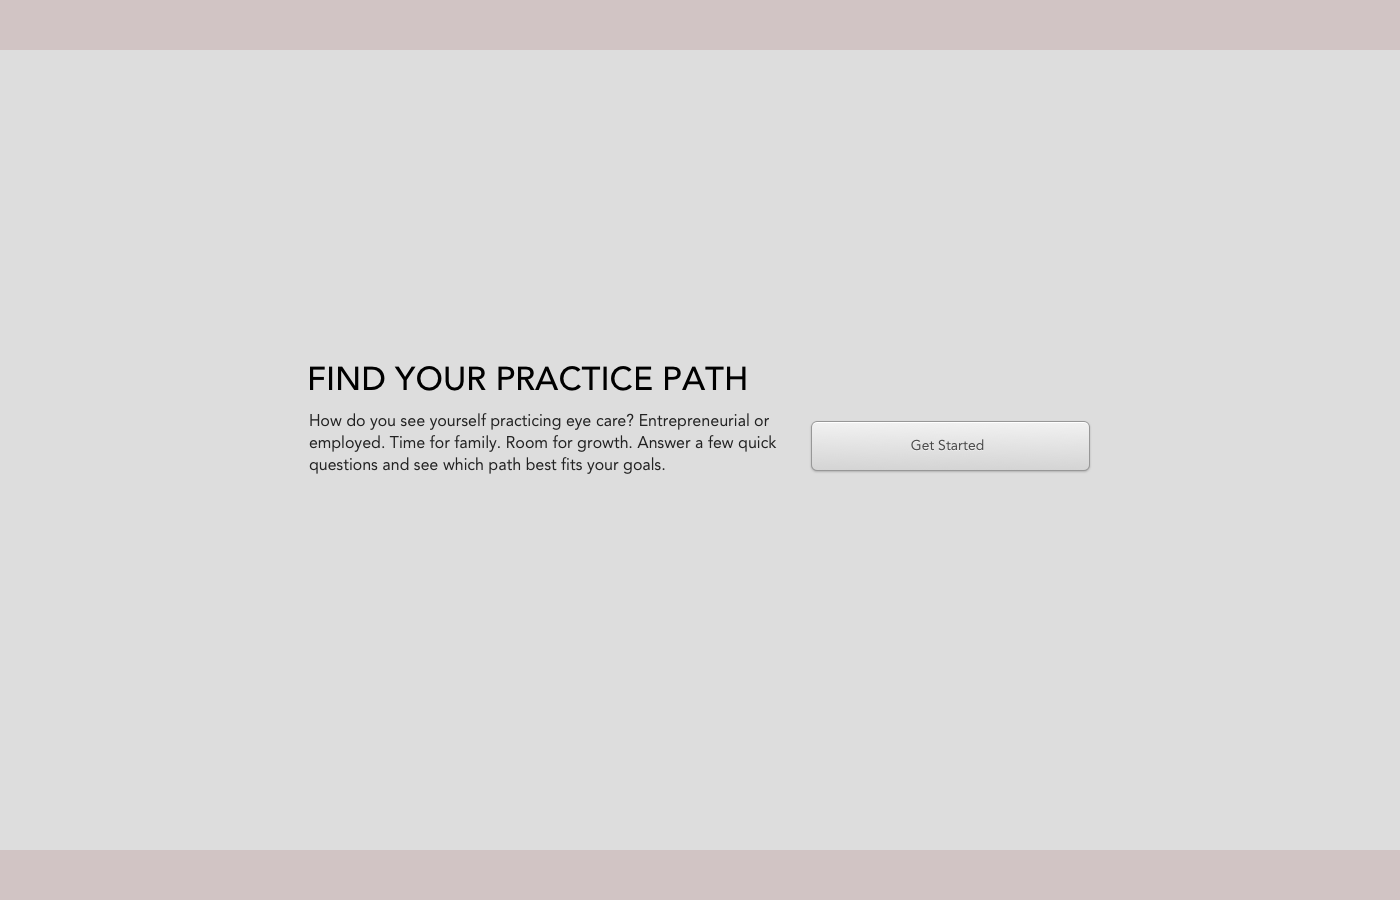 FIND YOUR PRACTICE PATH
How do you see yourself practicing eye care? Entrepreneurial or
employed. Time for family. Room for growth. Answer a few quick
questions and see which path best fits your goals.
Get Started